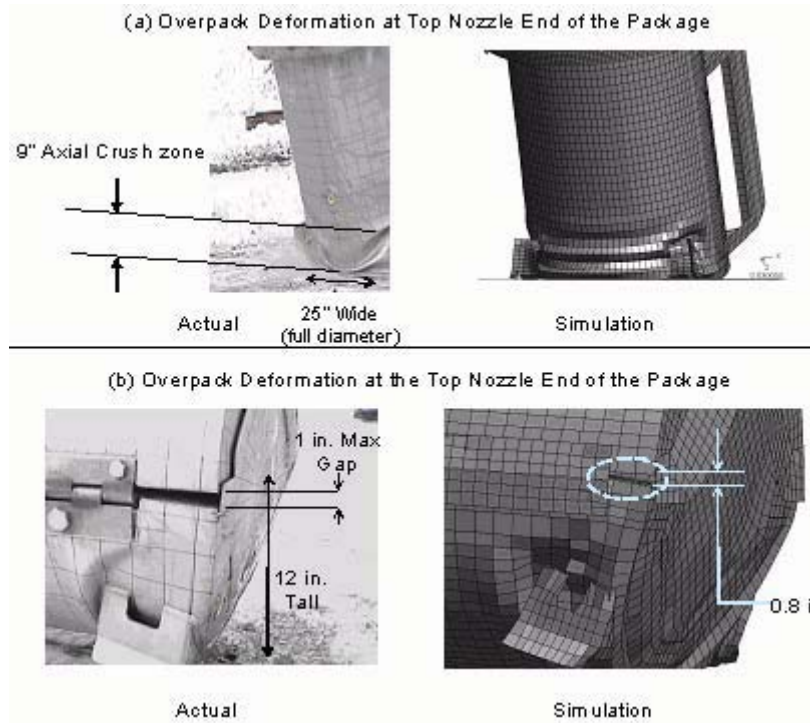 (a) Overpack Deformation at Top Nozzle End of the Package
9" Axial Crush zone
25" Wide
(full diameter)
Actual
Simulation
(b) Overpack Deformation at the Top Nozzle End of the Package
1 in. Max
Gap
12 in.
Tall
0.8 i
Actual
Simulation